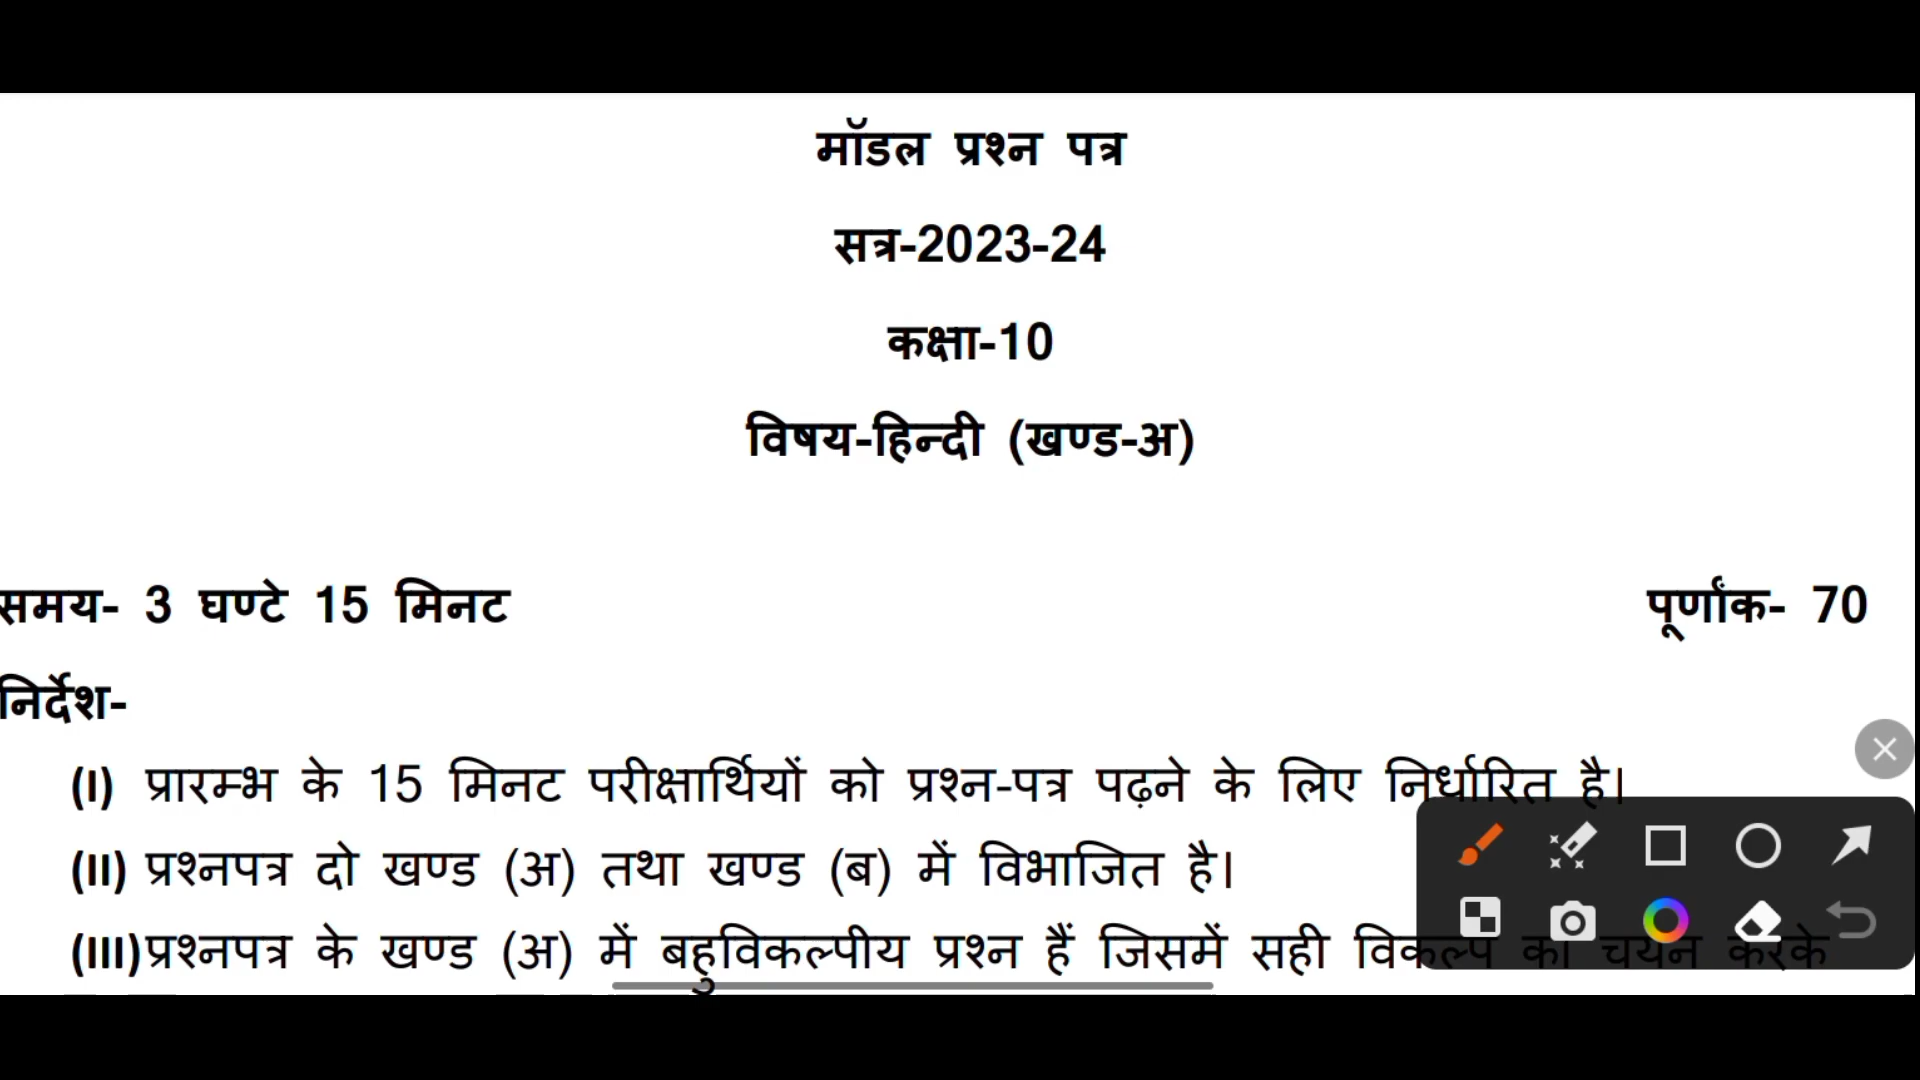 मॉडल प्रश्न पत्र
सत्र-2023-24
कक्षा-10
विषय-हिन्दी (खण्ड-अ)
समय- 3 घण्टे 15 मिनट पूर्णांक- 70
निर्देश-
(I) प्रारम्भ के 15 मिनट परीक्षार्थियों को प्रश्न-पत्र पढ़ने के लिए निर्धारित है।
(II) प्रश्नपत्र दो खण्ड (अ) तथा खण्ड (ब) में विभाजित है।
(III)प्रश्नपत्र के खण्ड (अ) में बहुविकल्पीय प्रश्न हैं जिसमें सही विकल्प का चयन करके